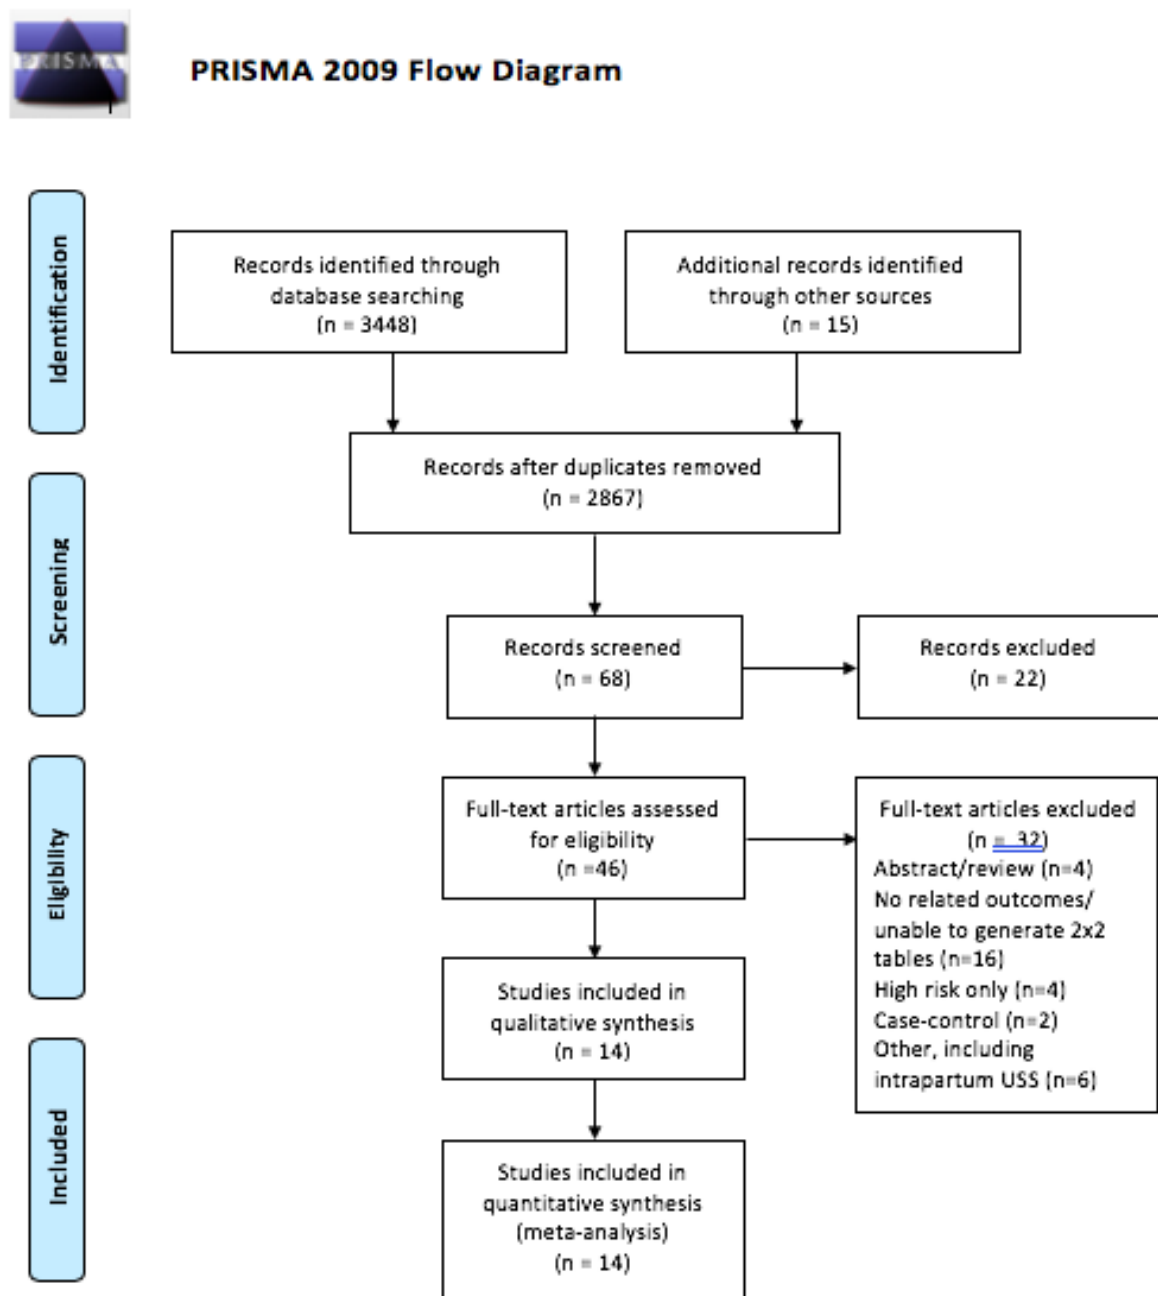 PRISMA
PRISMA 2009 Flow Diagram
Identification
Records identified through
database searching
(n = 3448)
Additional records identified
through other sources
(n = 15)
Records after duplicates removed
(n = 2867)
Screening
Records screened
(n = 68)
Records excluded
(n = 22)
Eligibility
Full-text articles assessed
for eligibility
(n =46)
Full-text articles excluded
(n = 32)
Abstract/review (n=4)
No related outcomes/
unable to generate 2x2
tables (n=16)
High risk only (n=4)
Case-control (n=2)
Other, including
intrapartum USS (n=6)
Studies included in
qualitative synthesis
(n = 14)
Included
Studies included in
quantitative synthesis
(meta-analysis)
(n = 14)